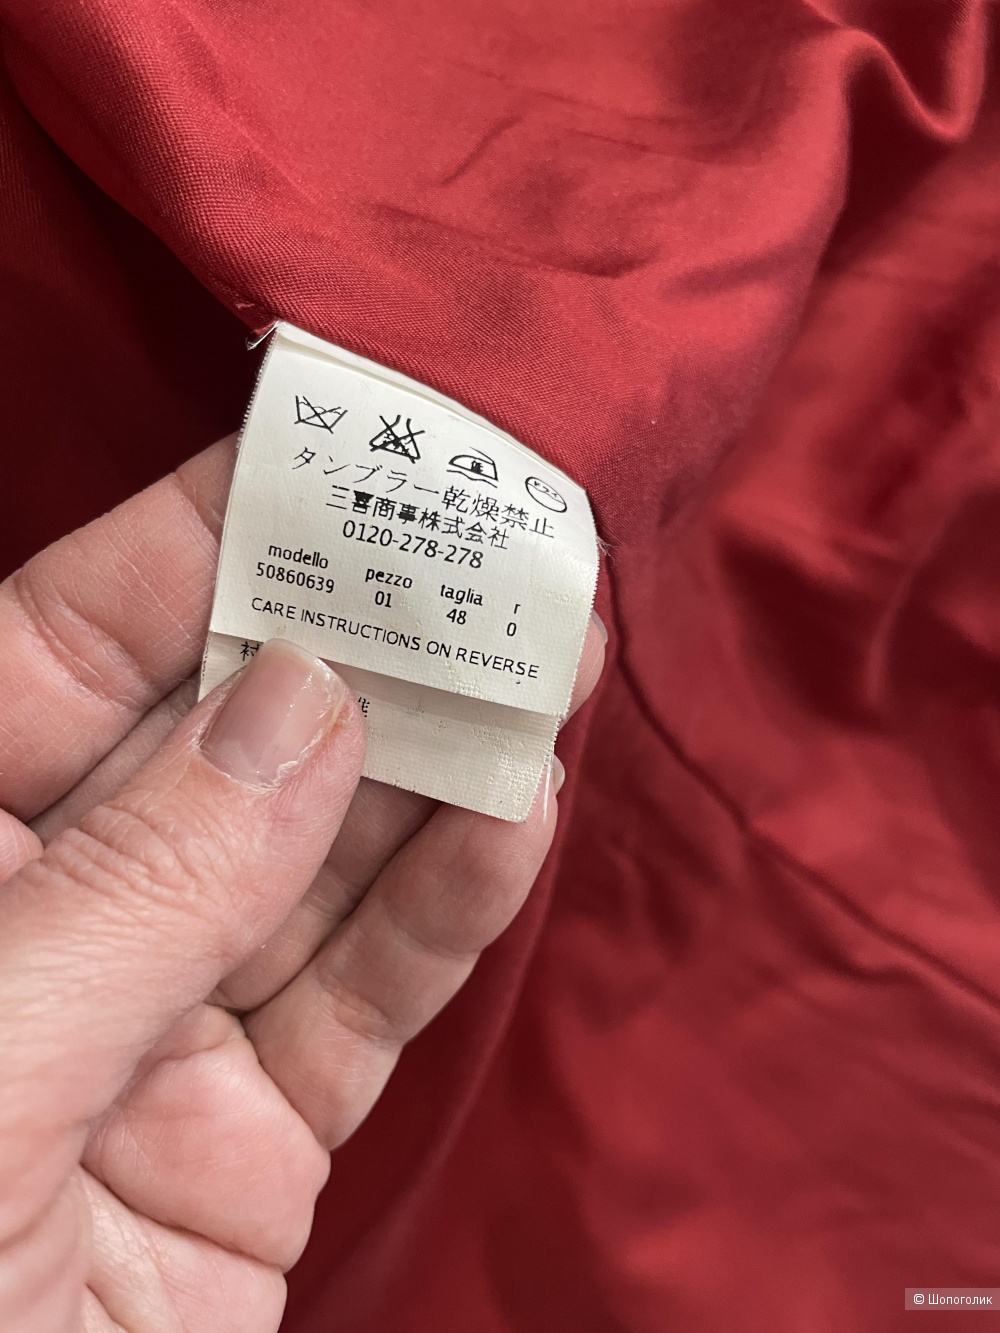 タンブラー乾燥禁止
三喜商事株式会社
0120-278-278
modello pezzo taglia r
50860639 01 48 0
CARE INSTRUCTIONS ON REVERSE
© Шопоголик